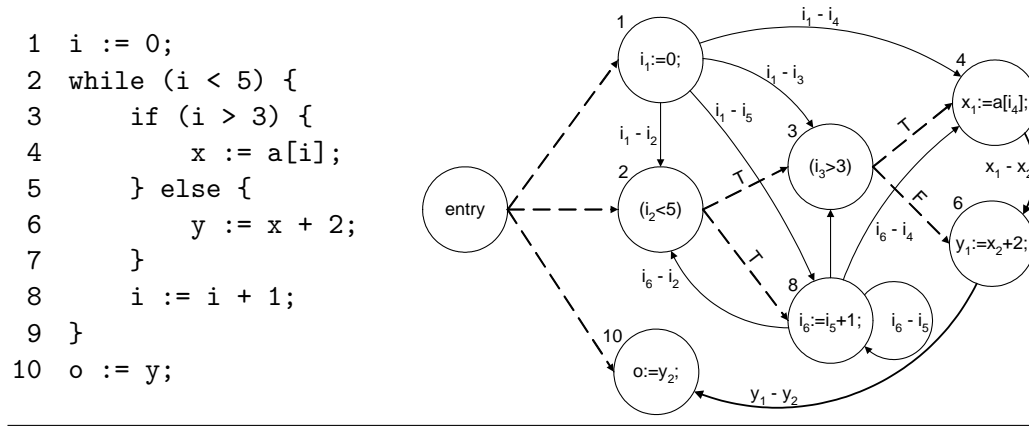 1 i := 0;
2 while (i < 5) {
3 if (i > 3) {
4 x := a[i];
5 } else {
6 y := x + 2;
7 }
8 i := i + 1;
9 }
10 o := y;
entry
1
i₁:=0;
i₁ - i₄
i₁ - i₃
i₁ - i₅
i₁ - i₂
4
x₁:=a[i₄];
x₁ - x₂
3
(i₃>3)
T
F
2
(i₂<5)
T
T
6
y₁:=x₂+2;
i₆ - i₄
i₆ - i₂
8
i₆:=i₅+1;
i₆ - i₅
10
o:=y₂;
y₁ - y₂